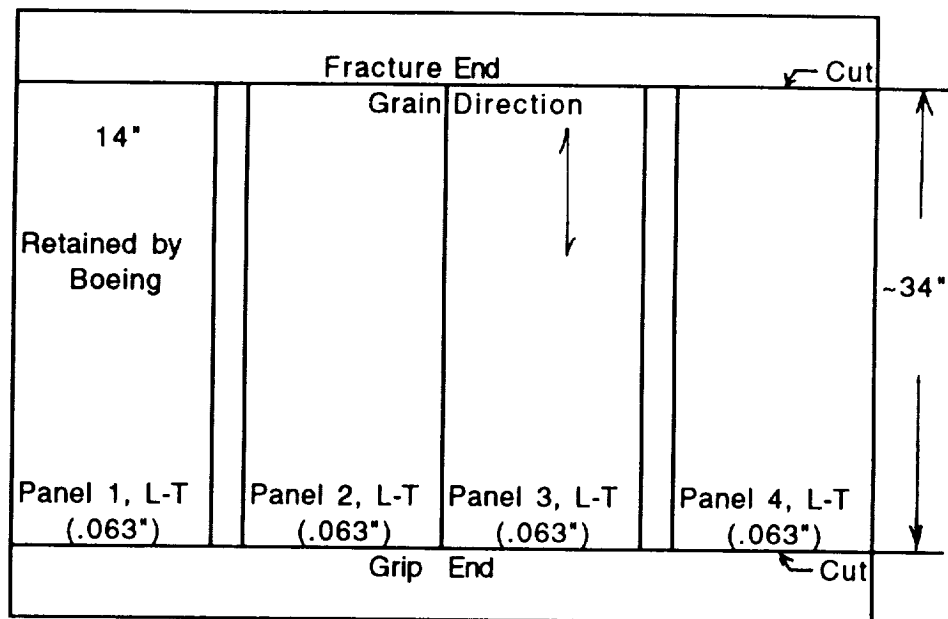 Fracture End
Cut
Grain Direction
14"
Retained by
Boeing
~34"
Panel 1, L-T
(.063")
Panel 2, L-T
(.063")
Panel 3, L-T
(.063")
Panel 4, L-T
(.063")
Grip End
Cut